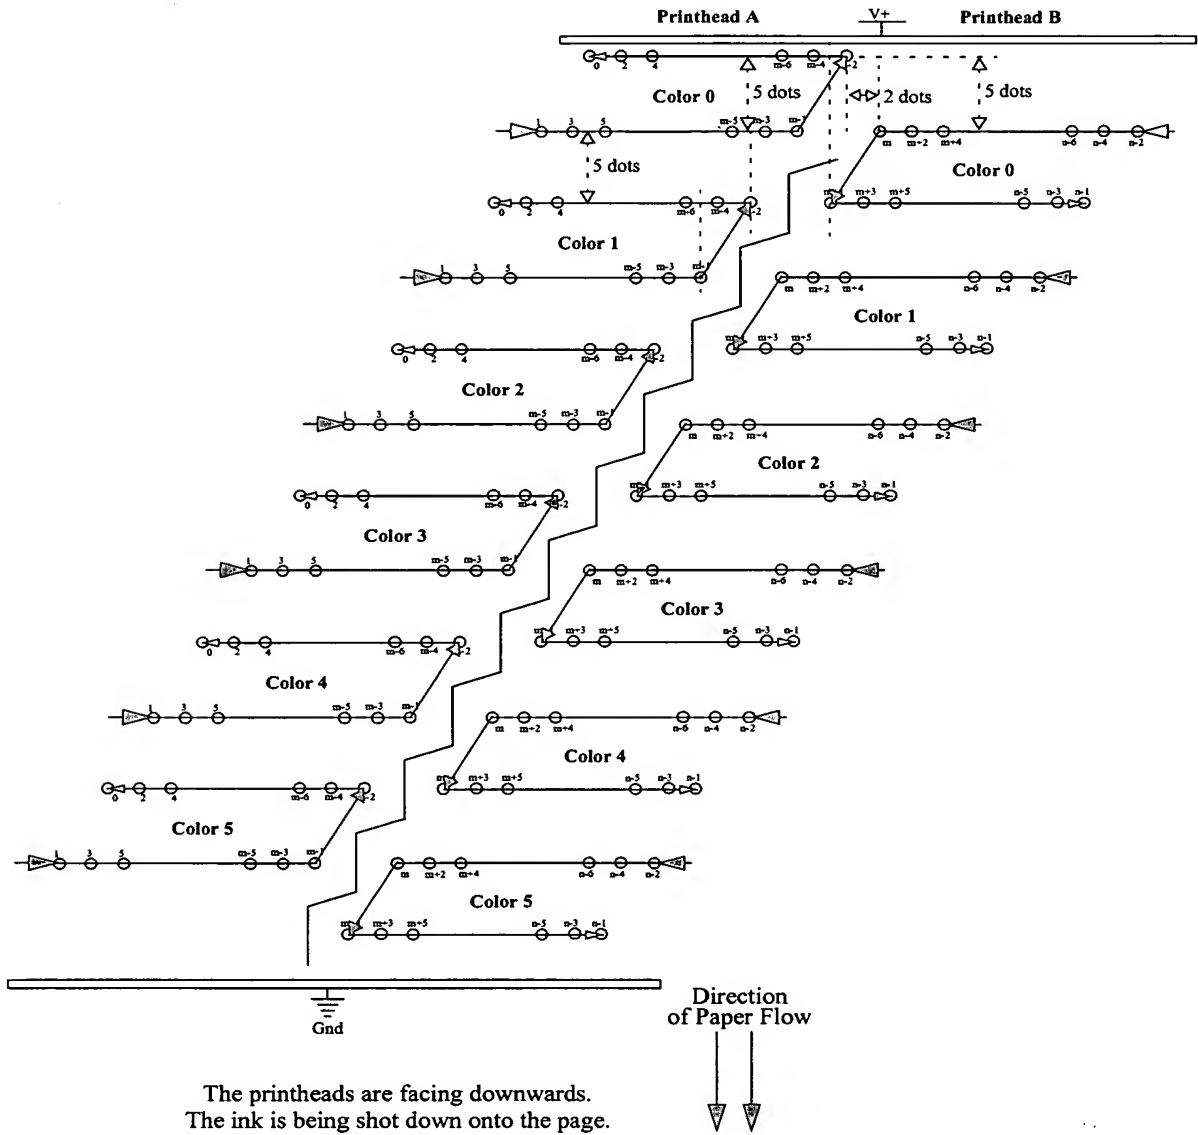 Printhead A V+ Printhead B
0 2 4 m-6 m-4 -2
Color 0 5 dots 2 dots 5 dots
1 3 5 m-5 m-3 m-1
m m+2 m+4 n-6 n-4 n-2
5 dots Color 0
m+3 m+5 n-5 n-3 n-1
0 2 4 m-6 m-4 -2
Color 1
1 3 5 m-5 m-3 m-1
m m+2 m+4 n-6 n-4 n-2
Color 1
m+3 m+5 n-5 n-3 n-1
0 2 4 m-6 m-4 -2
Color 2
1 3 5 m-5 m-3 m-1
m m+2 m+4 n-6 n-4 n-2
Color 2
m+3 m+5 n-5 n-3 n-1
0 2 4 m-6 m-4 -2
Color 3
1 3 5 m-5 m-3 m-1
m m+2 m+4 n-6 n-4 n-2
Color 3
m+3 m+5 n-5 n-3 n-1
0 2 4 m-6 m-4 -2
Color 4
1 3 5 m-5 m-3 m-1
m m+2 m+4 n-6 n-4 n-2
Color 4
m+3 m+5 n-5 n-3 n-1
0 2 4 m-6 m-4 -2
Color 5
1 3 5 m-5 m-3 m-1
m m+2 m+4 n-6 n-4 n-2
Color 5
m+3 m+5 n-5 n-3 n-1
Gnd
Direction
of Paper Flow
The printheads are facing downwards.
The ink is being shot down onto the page.